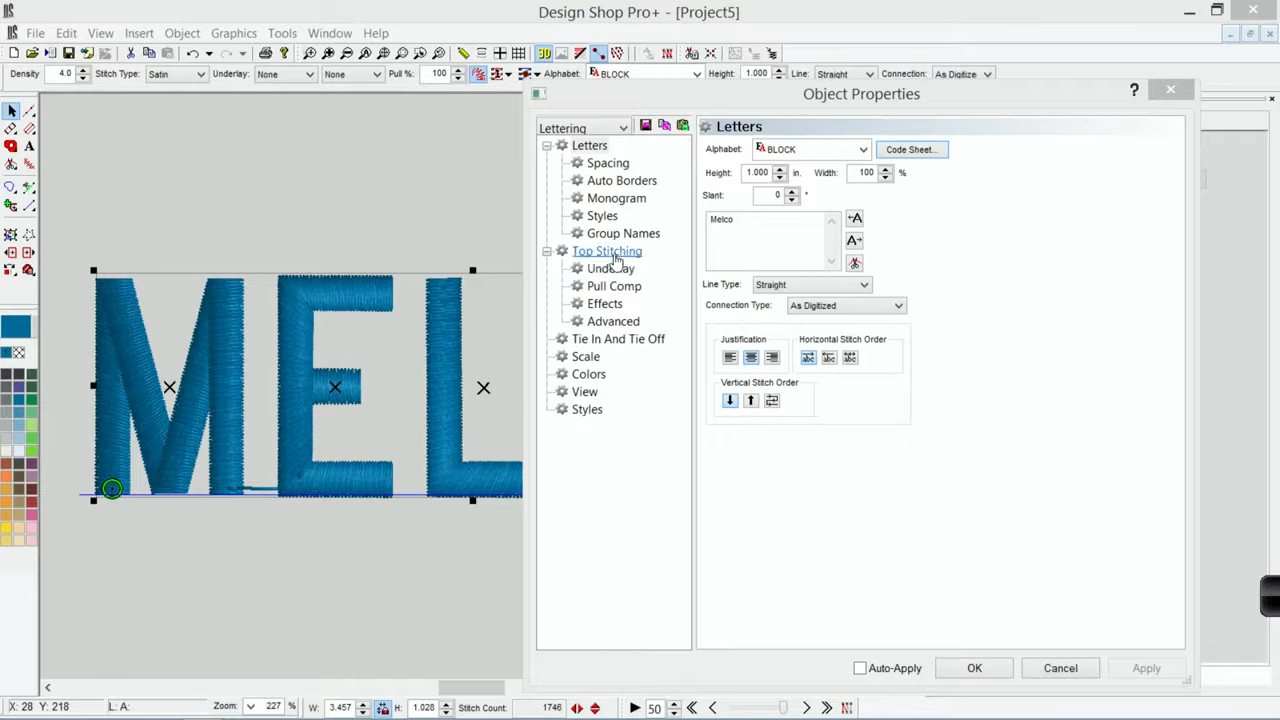 Design Shop Pro+ - [Project5]
File Edit View Insert Object Graphics Tools Window Help
Density 4.0 Stitch Type: Satin Underlay: None None Pull % 100 Alphabet: BLOCK Height: 1.000 Line: Straight Connection: As Digitize
Object Properties
Lettering
Letters
Spacing
Auto Borders
Monogram
Styles
Group Names
Top Stitching
Underlay
Pull Comp
Effects
Advanced
Tie In And Tie Off
Scale
Colors
View
Styles
Letters
Alphabet: BLOCK Code Sheet...
Height: 1.000 in. Width: 100 %
Slant: 0 °
Melco
Line Type: Straight
Connection Type: As Digitized
Justification Horizontal Stitch Order
Vertical Stitch Order
MEL
Auto-Apply OK Cancel Apply
X: 28 Y: 218 L: A: Zoom: 227 % W: 3.457 H: 1.028 Stitch Count: 1746 50